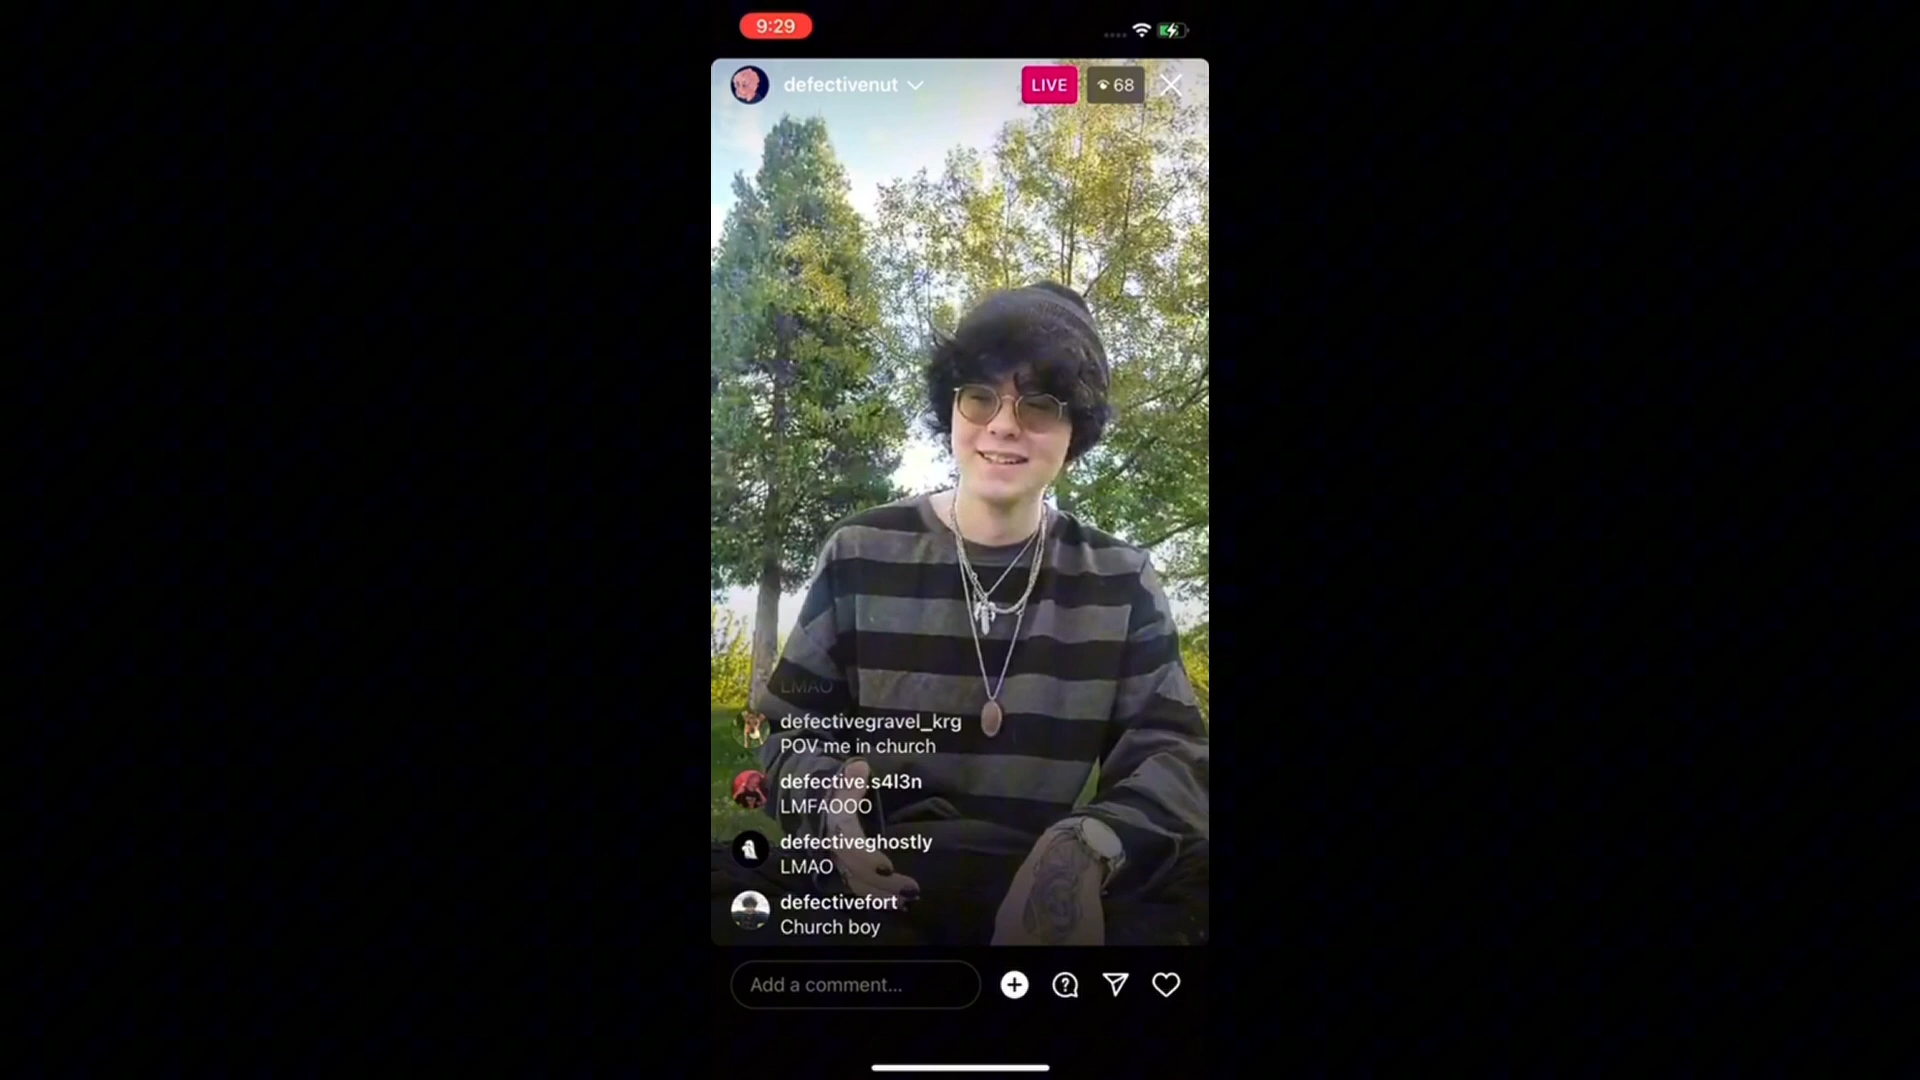 9:29
defectivenut
LIVE
68
LMAO
defectivegravel_krg
POV me in church
defective.s4l3n
LMFAOOO
defectiveghostly
LMAO
defectivefort
Church boy
Add a comment...